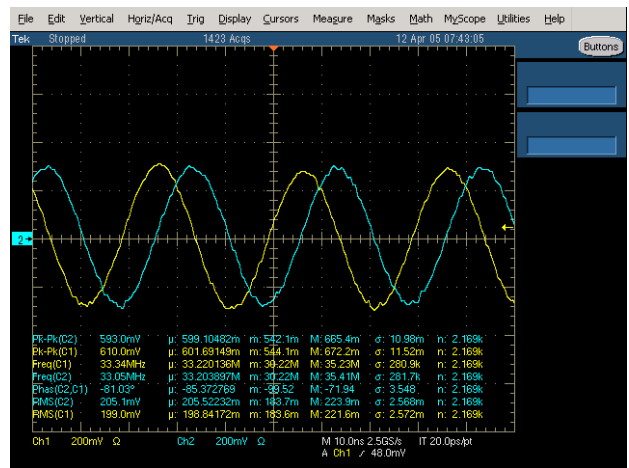 File Edit Vertical Horiz/Acq Trig Display Cursors Measure Masks Math MyScope Utilities Help
Tek Stopped 1423 Acqs 12 Apr 05 07:43:05
Buttons
2
Pk-Pk(C2) 593.0mV µ: 599.10482m m: 542.1m M: 665.4m σ: 10.98m n: 2.169k
Pk-Pk(C1) 610.0mV µ: 601.69149m m: 544.1m M: 672.2m σ: 11.52m n: 2.169k
Freq(C1) 33.34MHz µ: 33.220136M m: 30.22M M: 35.23M σ: 280.9k n: 2.169k
Freq(C2) 33.05MHz µ: 33.203897M m: 30.22M M: 35.41M σ: 281.7k n: 2.169k
Phas(C2,C1) -81.03° µ: -85.372769 m: -99.52 M: -71.94 σ: 3.548 n: 2.169k
RMS(C2) 205.1mV µ: 205.52232m m: 183.7m M: 223.9m σ: 2.568m n: 2.169k
RMS(C1) 199.0mV µ: 198.84172m m: 183.6m M: 221.6m σ: 2.572m n: 2.169k
Ch1 200mV Ω Ch2 200mV Ω M 10.0ns 2.5GS/s IT 20.0ps/pt
A Ch1 / 48.0mV